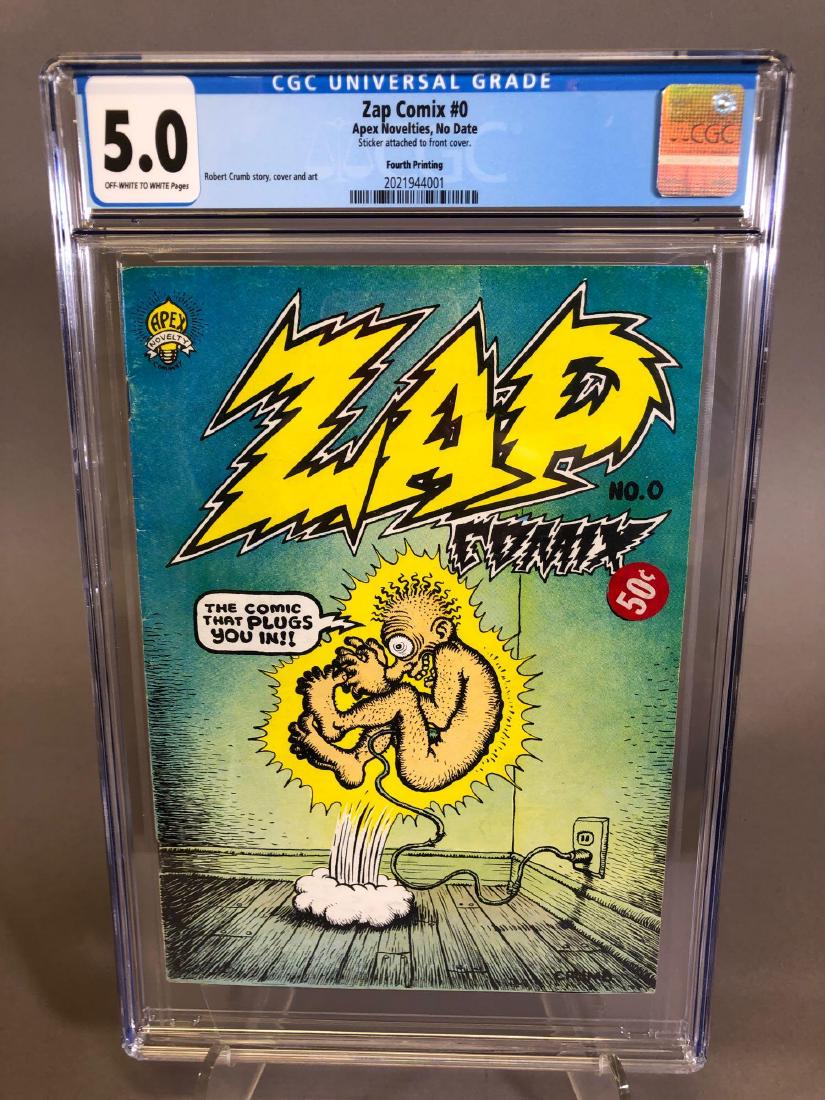 CGC UNIVERSAL GRADE
5.0
OFF-WHITE TO WHITE Pages
Zap Comix #0
Apex Novelties, No Date
Sticker attached to front cover.
Fourth Printing
Robert Crumb story, cover and art
2021944001
CGC
APEX
NOVELTY
COMPANY
ZAP
NO. 0
COMIX
50¢
THE COMIC
THAT PLUGS
YOU IN!!
CRUMB